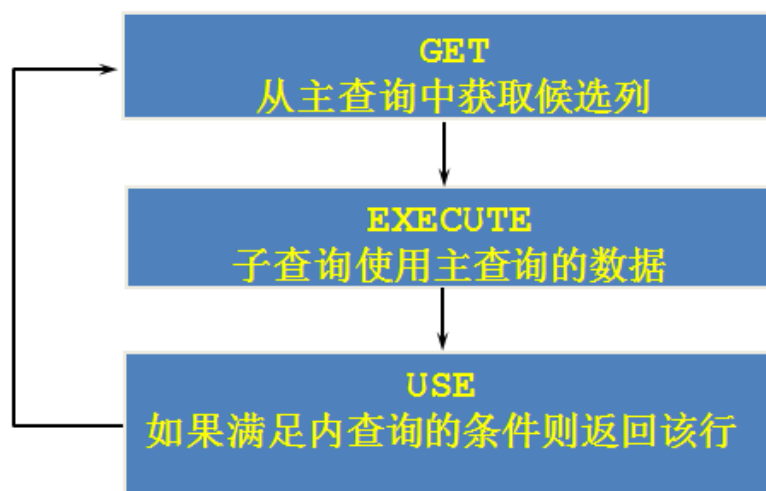 GET
从主查询中获取候选列
EXECUTE
子查询使用主查询的数据
USE
如果满足内查询的条件则返回该行